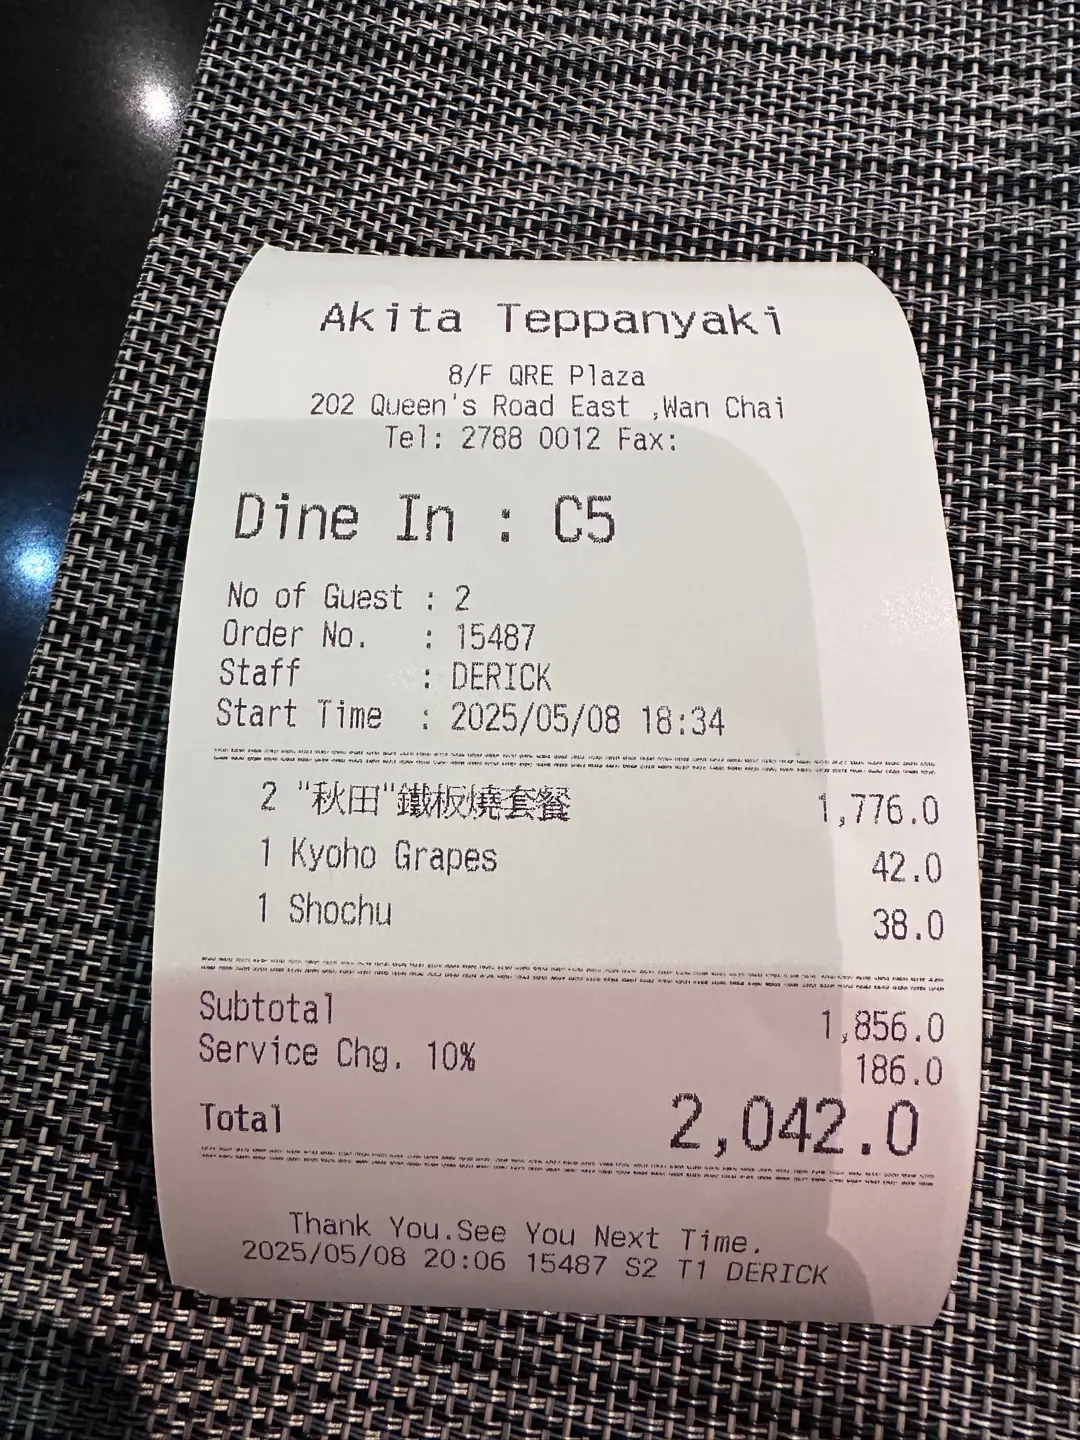 Akita Teppanyaki
8/F QRE Plaza
202 Queen's Road East ,Wan Chai
Tel: 2788 0012 Fax:
Dine In : C5
No of Guest : 2
Order No. : 15487
Staff : DERICK
Start Time : 2025/05/08 18:34
2 "秋田"鐵板燒套餐 1,776.0
1 Kyoho Grapes 42.0
1 Shochu 38.0
Subtotal 1,856.0
Service Chg. 10% 186.0
Total 2,042.0
Thank You.See You Next Time.
2025/05/08 20:06 15487 S2 T1 DERICK